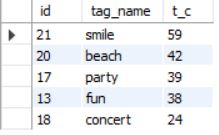 id tag_name t_c
21 smile 59
20 beach 42
17 party 39
13 fun 38
18 concert 24